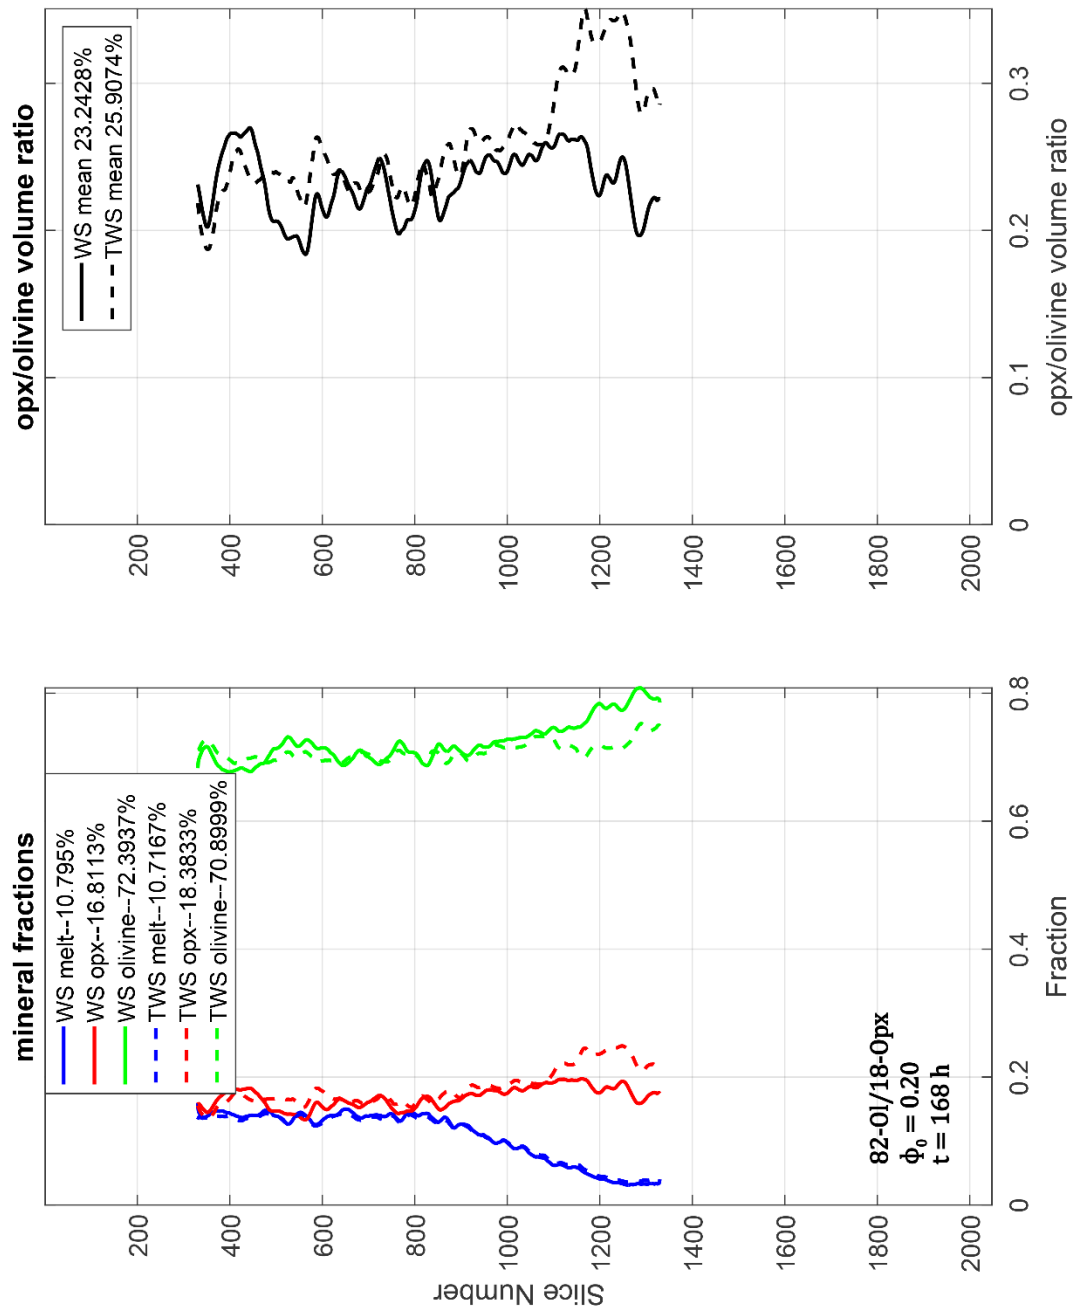 mineral fractions
WS melt--10.795%
WS opx--16.8113%
WS olivine--72.3937%
TWS melt--10.7167%
TWS opx--18.3833%
TWS olivine--70.8999%
200
400
600
800
1000
1200
1400
1600
1800
2000
Slice Number
0
0.2
0.4
0.6
0.8
Fraction
82-Ol/18-Opx
ϕ₀ = 0.20
t = 168 h
opx/olivine volume ratio
WS mean 23.2428%
TWS mean 25.9074%
200
400
600
800
1000
1200
1400
1600
1800
2000
0
0.1
0.2
0.3
opx/olivine volume ratio